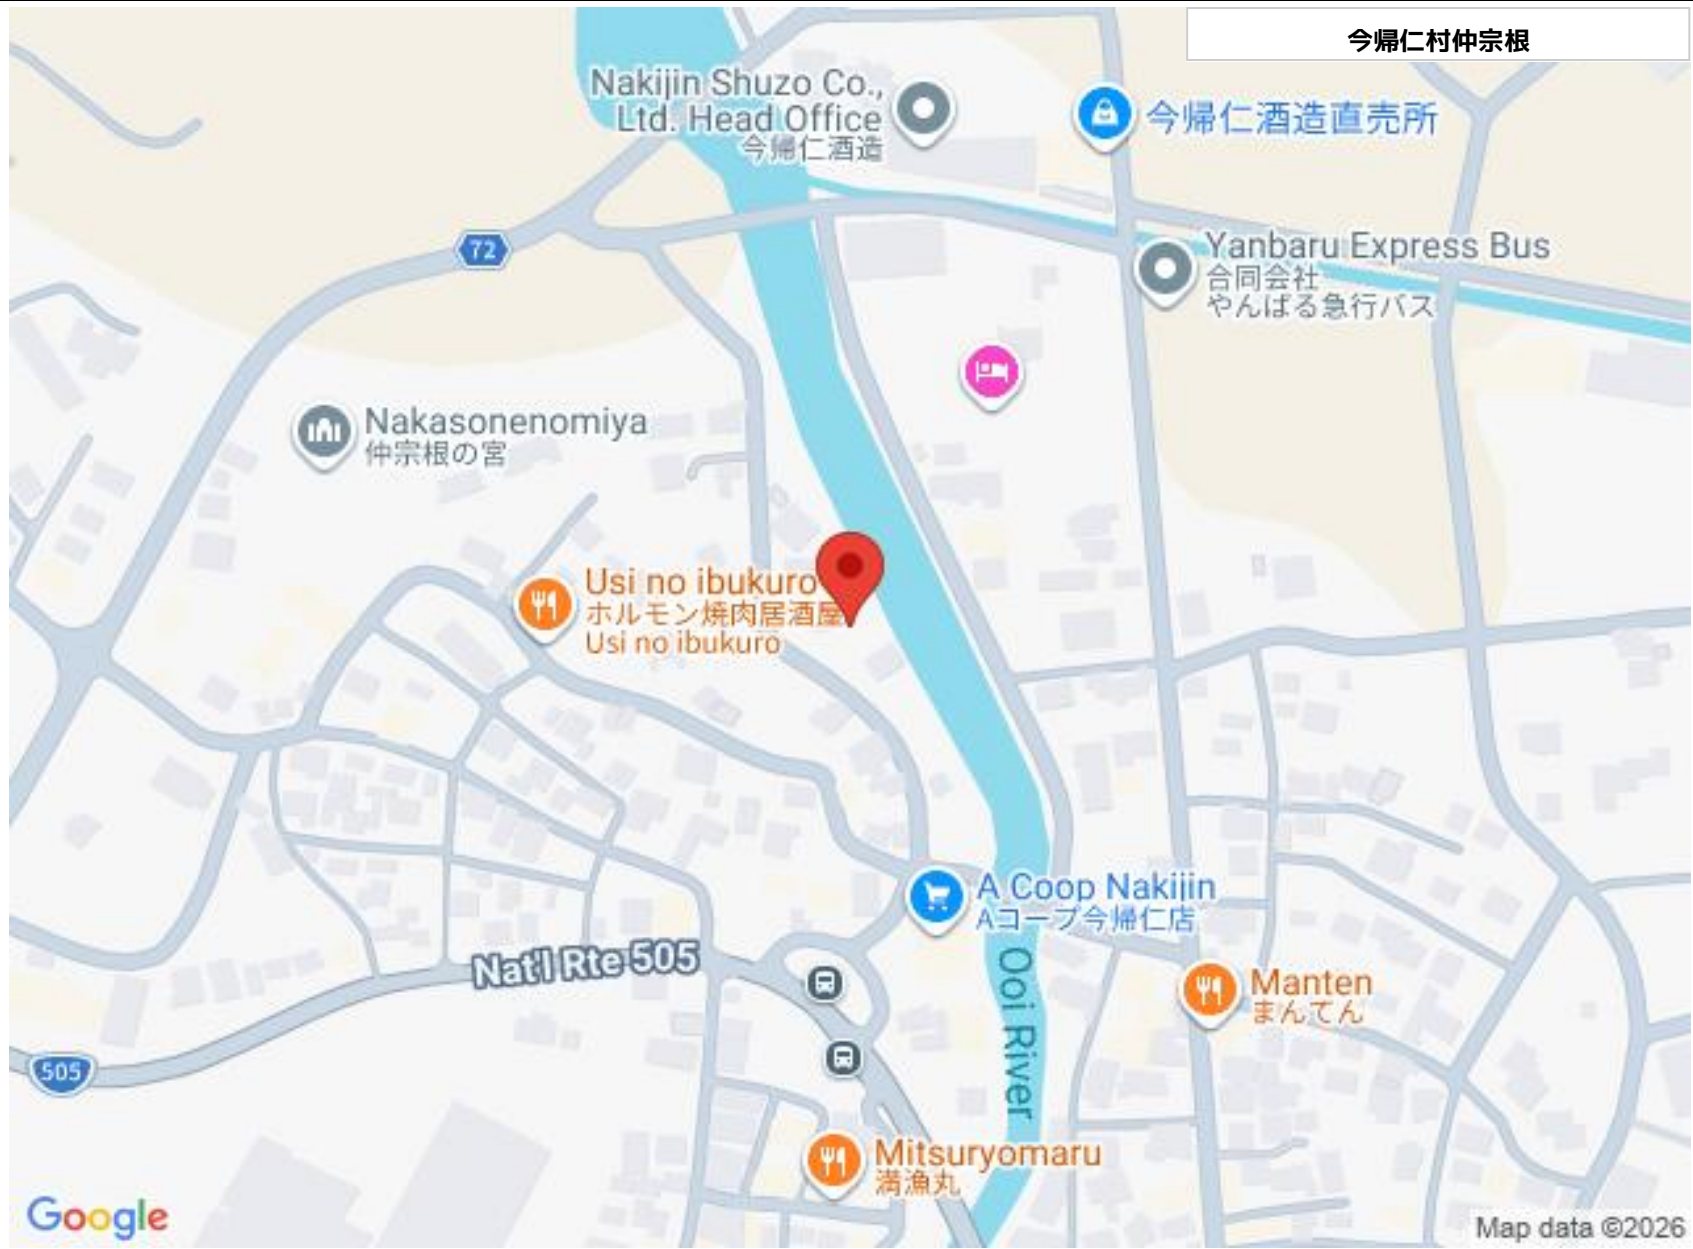 今帰仁村仲宗根
Nakijin Shuzo Co.,
Ltd. Head Office
今帰仁酒造
今帰仁酒造直売所
72
Yanbaru Express Bus
合同会社
やんばる急行バス
Nakasonenomiya
仲宗根の宮
Usi no ibukuro
ホルモン焼肉居酒屋
Usi no ibukuro
A Coop Nakijin
Aコープ今帰仁店
Nat'l Rte 505
Ooi River
Manten
まんてん
505
Mitsuryomaru
満漁丸
Google
Map data ©2026